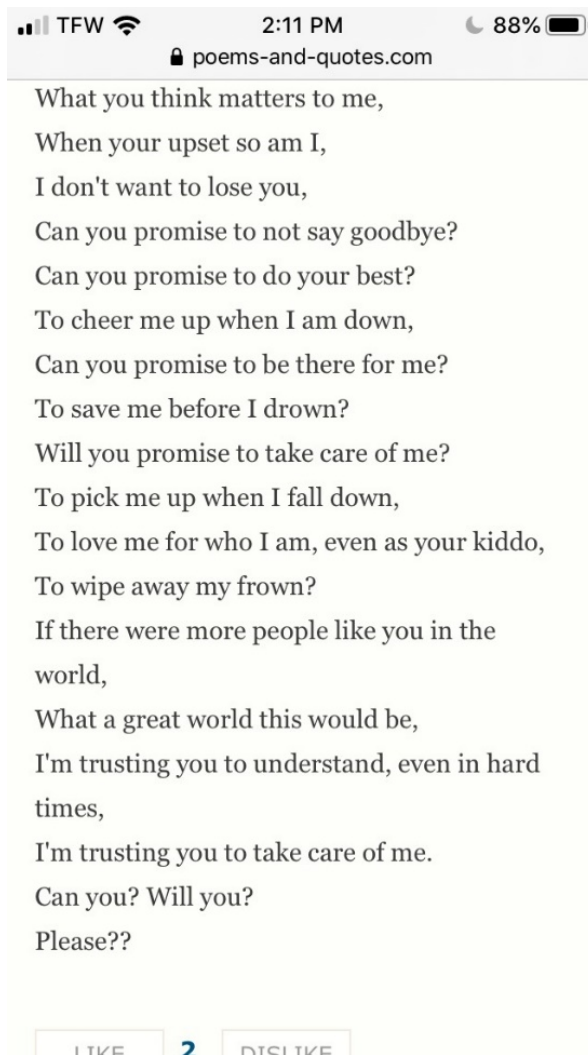 TFW 2:11 PM 88%
poems-and-quotes.com
What you think matters to me,
When your upset so am I,
I don't want to lose you,
Can you promise to not say goodbye?
Can you promise to do your best?
To cheer me up when I am down,
Can you promise to be there for me?
To save me before I drown?
Will you promise to take care of me?
To pick me up when I fall down,
To love me for who I am, even as your kiddo,
To wipe away my frown?
If there were more people like you in the
world,
What a great world this would be,
I'm trusting you to understand, even in hard
times,
I'm trusting you to take care of me.
Can you? Will you?
Please??
LIKE 2 DISLIKE